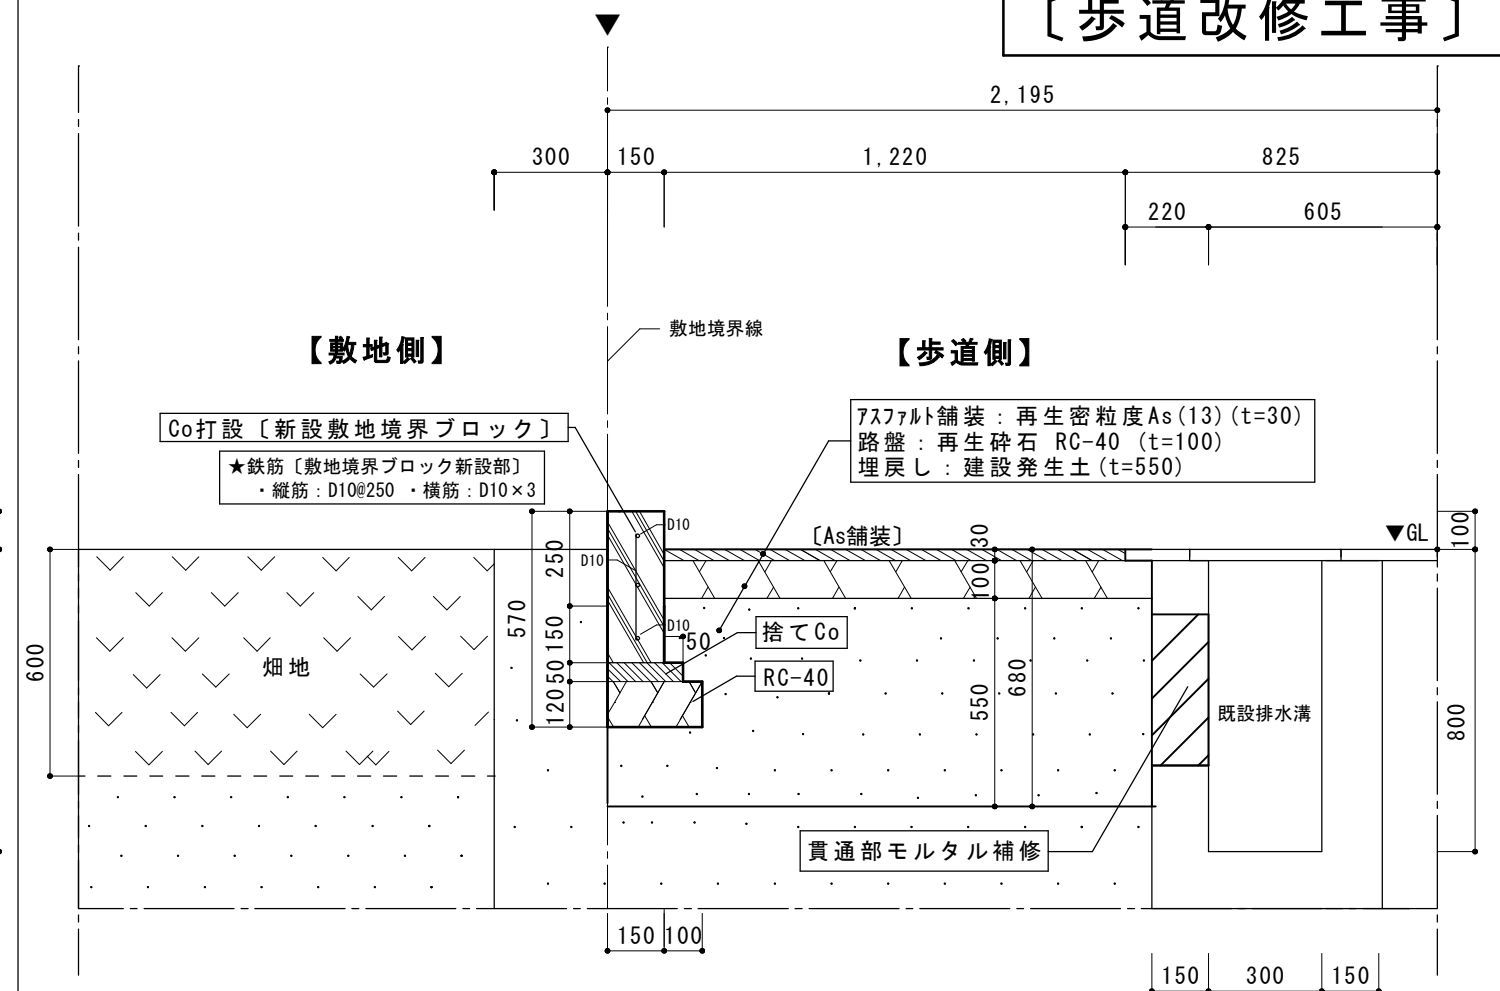 〔歩道改修工事〕
2,195
300
150
1,220
825
220
605
敷地境界線
【敷地側】
【歩道側】
Co打設〔新設敷地境界ブロック〕
★鉄筋〔敷地境界ブロック新設部〕
・縦筋：D10@250 ・横筋：D10×3
ｱｽﾌｧﾙﾄ舗装：再生密粒度As(13)(t=30)
路盤：再生砕石 RC-40 (t=100)
埋戻し：建設発生土(t=550)
〔As舗装〕
▼GL
D10
D10
D10
250
150
50
120
570
600
畑地
50
捨てCo
RC-40
30
100
550
680
100
800
既設排水溝
貫通部モルタル補修
150
100
150
300
150